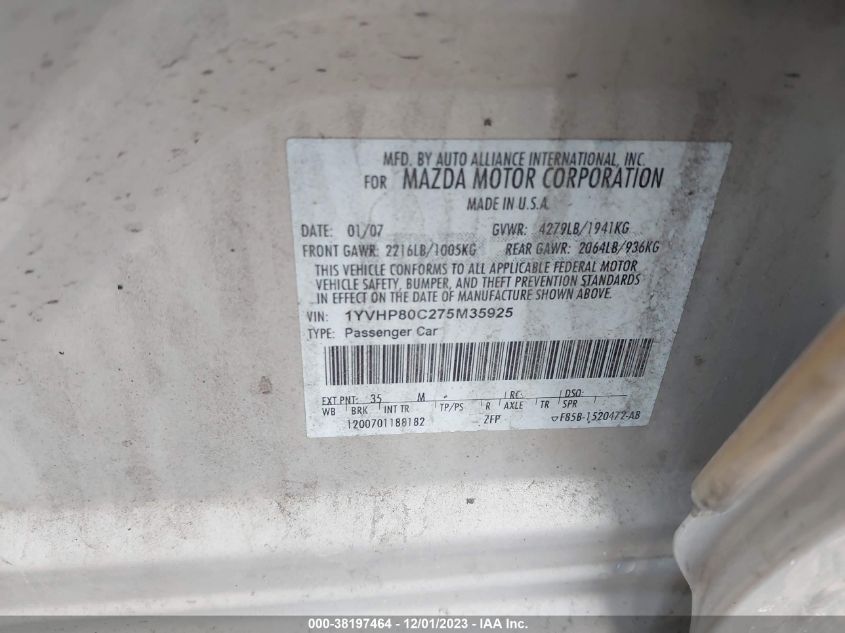 MFD. BY AUTO ALLIANCE INTERNATIONAL, INC.
FOR MAZDA MOTOR CORPORATION
MADE IN U.S.A.
DATE: 01/07 GVWR: 4279LB/1941KG
FRONT GAWR: 2216LB/1005KG REAR GAWR: 2064LB/936KG
THIS VEHICLE CONFORMS TO ALL APPLICABLE FEDERAL MOTOR
VEHICLE SAFETY, BUMPER, AND THEFT PREVENTION STANDARDS
IN EFFECT ON THE DATE OF MANUFACTURE SHOWN ABOVE.
VIN: 1YVHP80C275M35925
TYPE: Passenger Car
EXT PNT: 35 M RC: DSO:
WB BRK INT TR TP/PS R AXLE TR SPR
1200701188182 ZFP F85B-1520472-AB
000-38197464 - 12/01/2023 - IAA Inc.